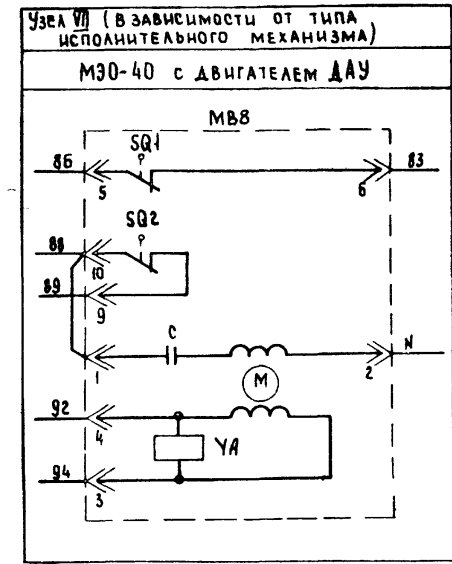 Узел VII (В ЗАВИСИМОСТИ ОТ ТИПА
ИСПОЛНИТЕЛЬНОГО МЕХАНИЗМА)
МЭО-40 С ДВИГАТЕЛЕМ ДАУ
МВ8
86
SQ1
83
5
6
88
SQ2
10
89
9
C
N
1
2
M
92
4
YA
94
3